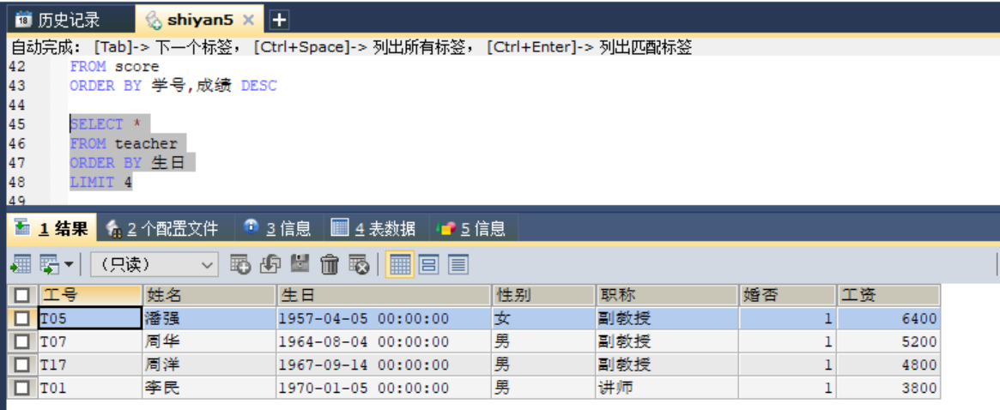 18 历史记录 shiyan5 × +
自动完成: [Tab]-> 下一个标签, [Ctrl+Space]-> 列出所有标签, [Ctrl+Enter]-> 列出匹配标签
42 FROM score
43 ORDER BY 学号,成绩 DESC
44
45 SELECT *
46 FROM teacher
47 ORDER BY 生日
48 LIMIT 4
49
1 结果 2 个配置文件 3 信息 4 表数据 5 信息
(只读)
工号 姓名 生日 性别 职称 婚否 工资
T05 潘强 1957-04-05 00:00:00 女 副教授 1 6400
T07 周华 1964-08-04 00:00:00 男 副教授 1 5200
T17 周洋 1967-09-14 00:00:00 男 副教授 1 4800
T01 李民 1970-01-05 00:00:00 男 讲师 1 3800